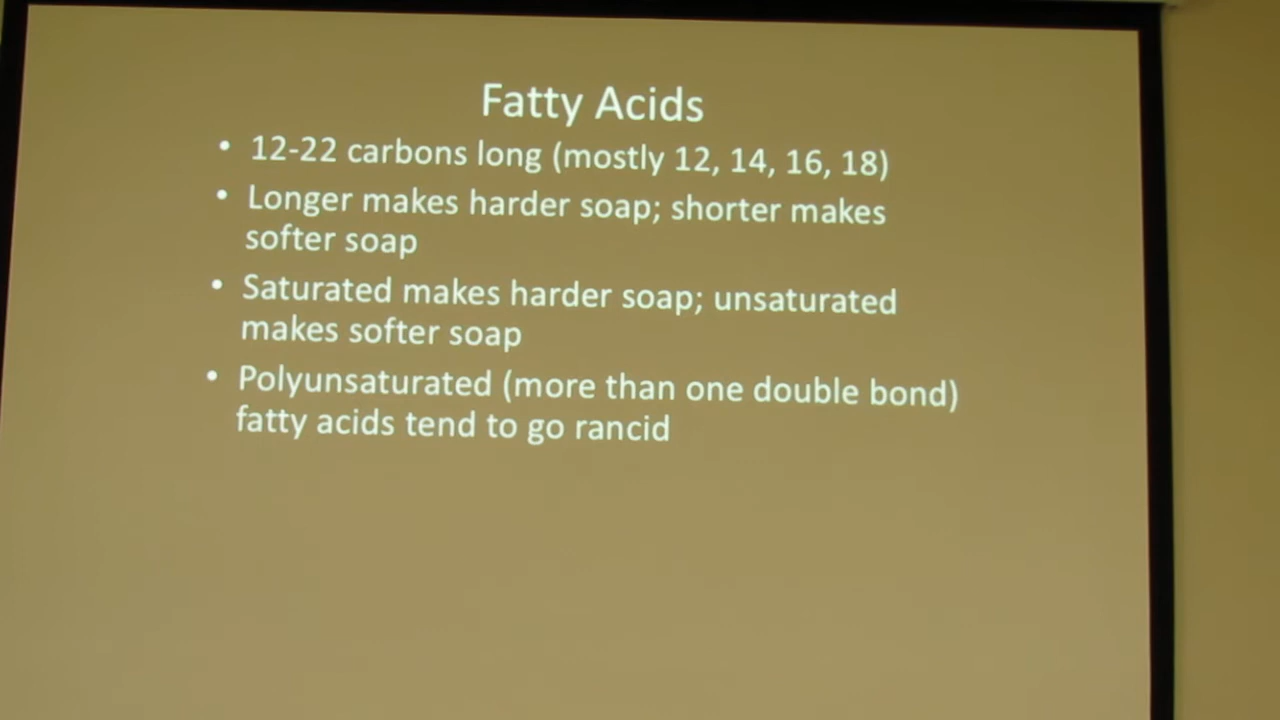 Fatty Acids
• 12-22 carbons long (mostly 12, 14, 16, 18)
• Longer makes harder soap; shorter makes
softer soap
• Saturated makes harder soap; unsaturated
makes softer soap
• Polyunsaturated (more than one double bond)
fatty acids tend to go rancid